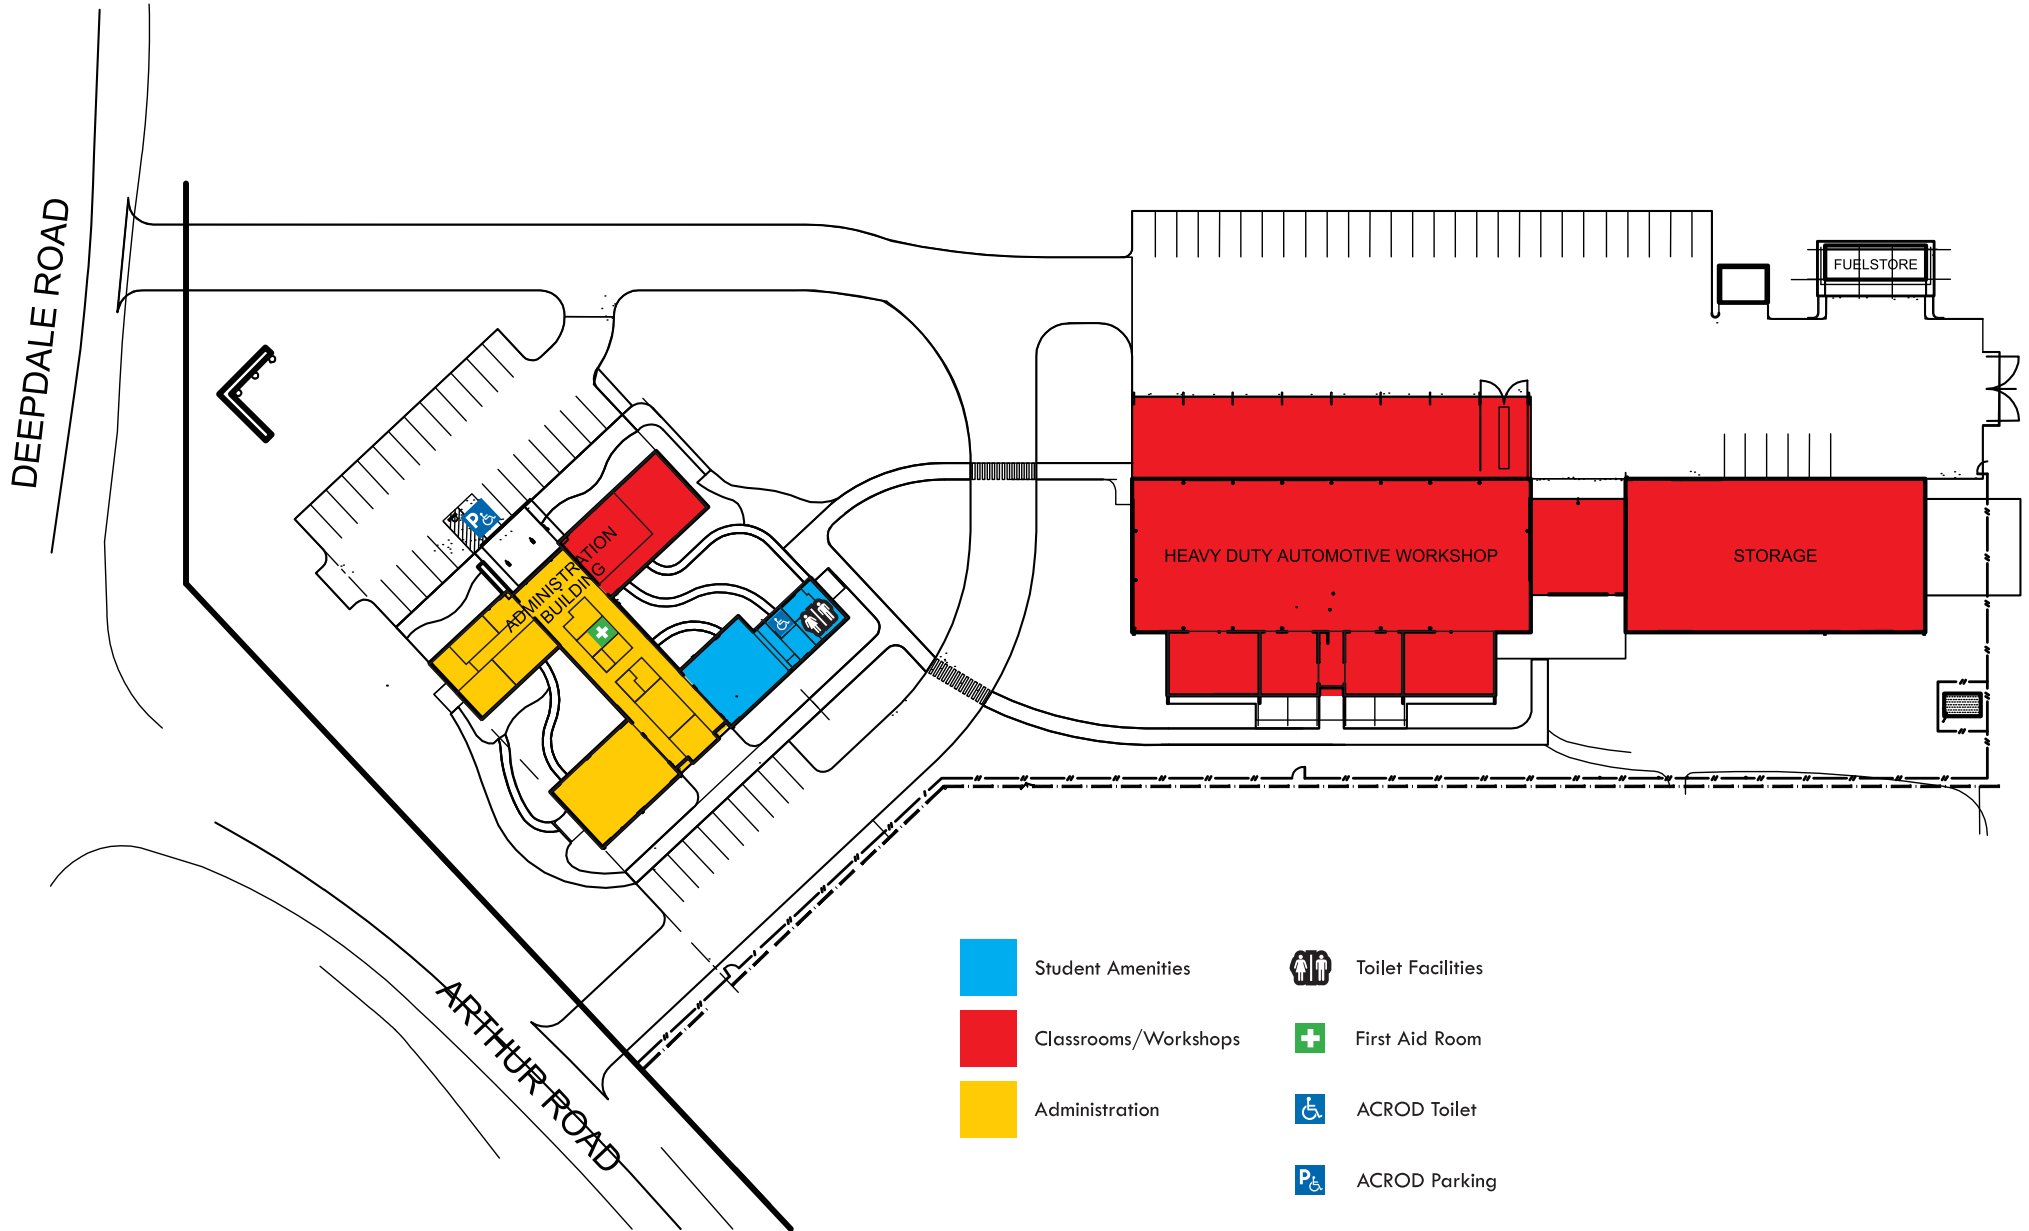 DEEPDALE ROAD
FUELSTORE
P
ADMINISTRATION
BUILDING
HEAVY DUTY AUTOMOTIVE WORKSHOP
STORAGE
ARTHUR ROAD
Student Amenities
Classrooms/Workshops
Administration
Toilet Facilities
First Aid Room
ACROD Toilet
P
ACROD Parking